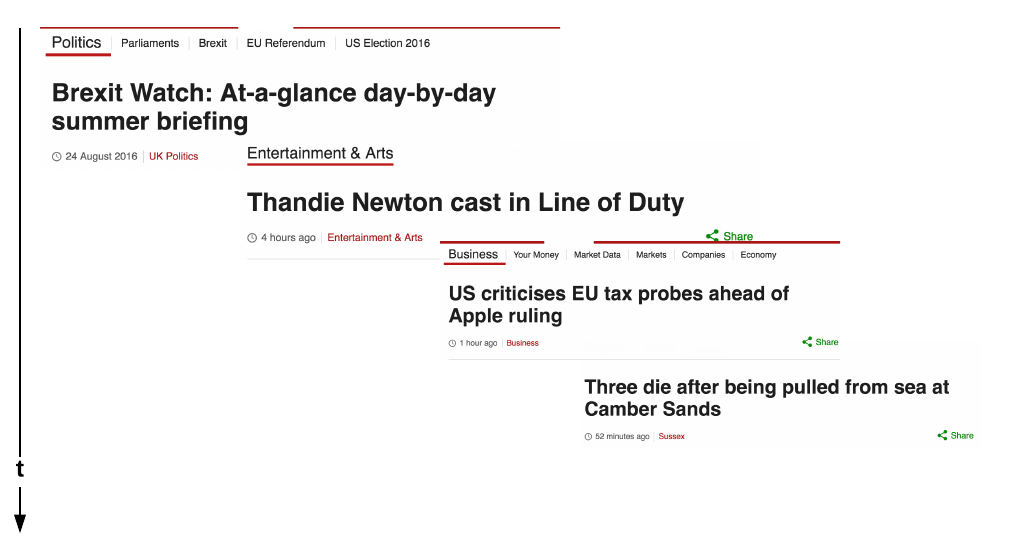 Politics Parliaments Brexit EU Referendum US Election 2016
Brexit Watch: At-a-glance day-by-day
summer briefing
24 August 2016 UK Politics
Entertainment & Arts
Thandie Newton cast in Line of Duty
4 hours ago Entertainment & Arts Share
Business Your Money Market Data Markets Companies Economy
US criticises EU tax probes ahead of
Apple ruling
1 hour ago Business Share
Three die after being pulled from sea at
Camber Sands
52 minutes ago Sussex Share
t